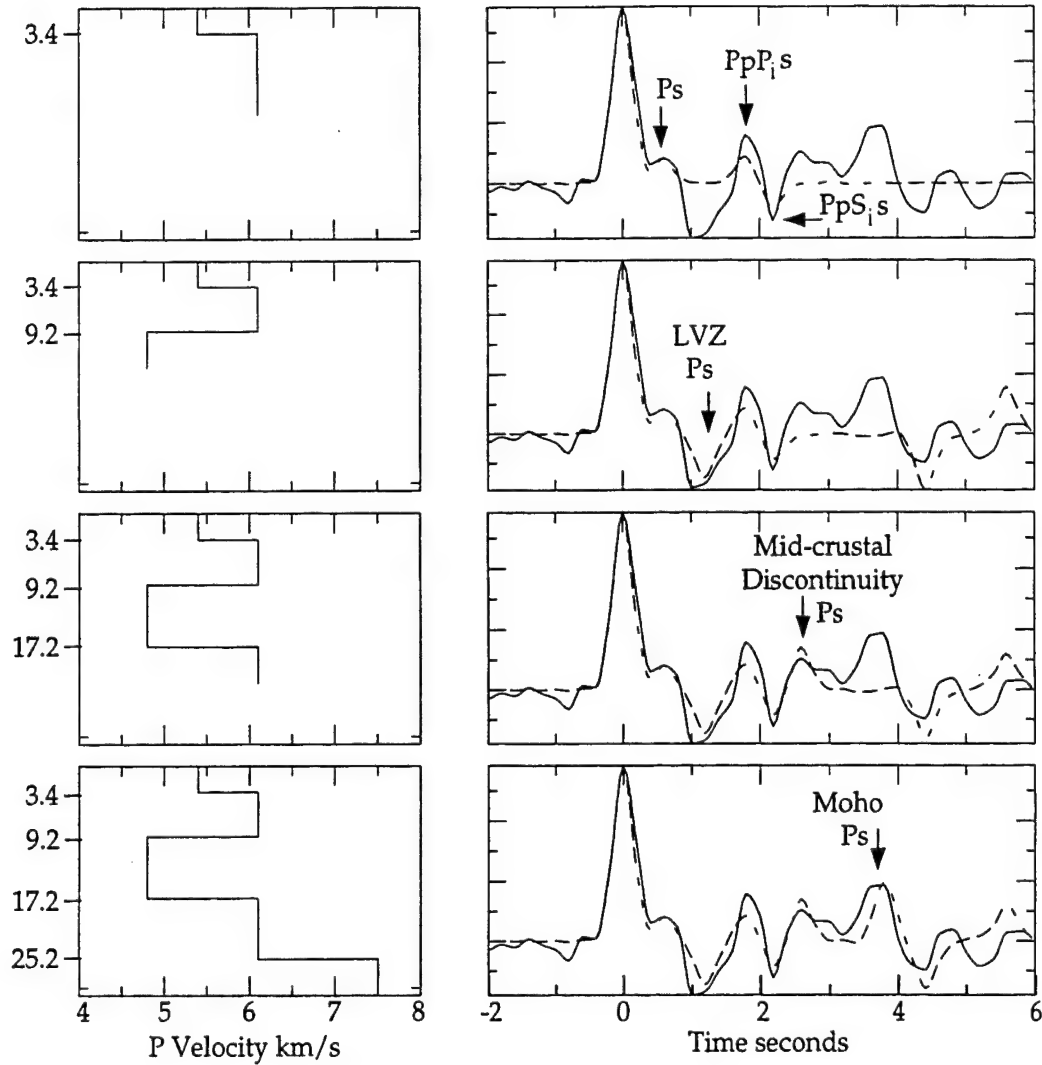 3.4
PpPis
Ps
PpSis
3.4
9.2
LVZ
Ps
3.4
9.2
17.2
Mid-crustal
Discontinuity
Ps
3.4
9.2
17.2
25.2
Moho
Ps
4 5 6 7 8
P Velocity km/s
-2 0 2 4 6
Time seconds